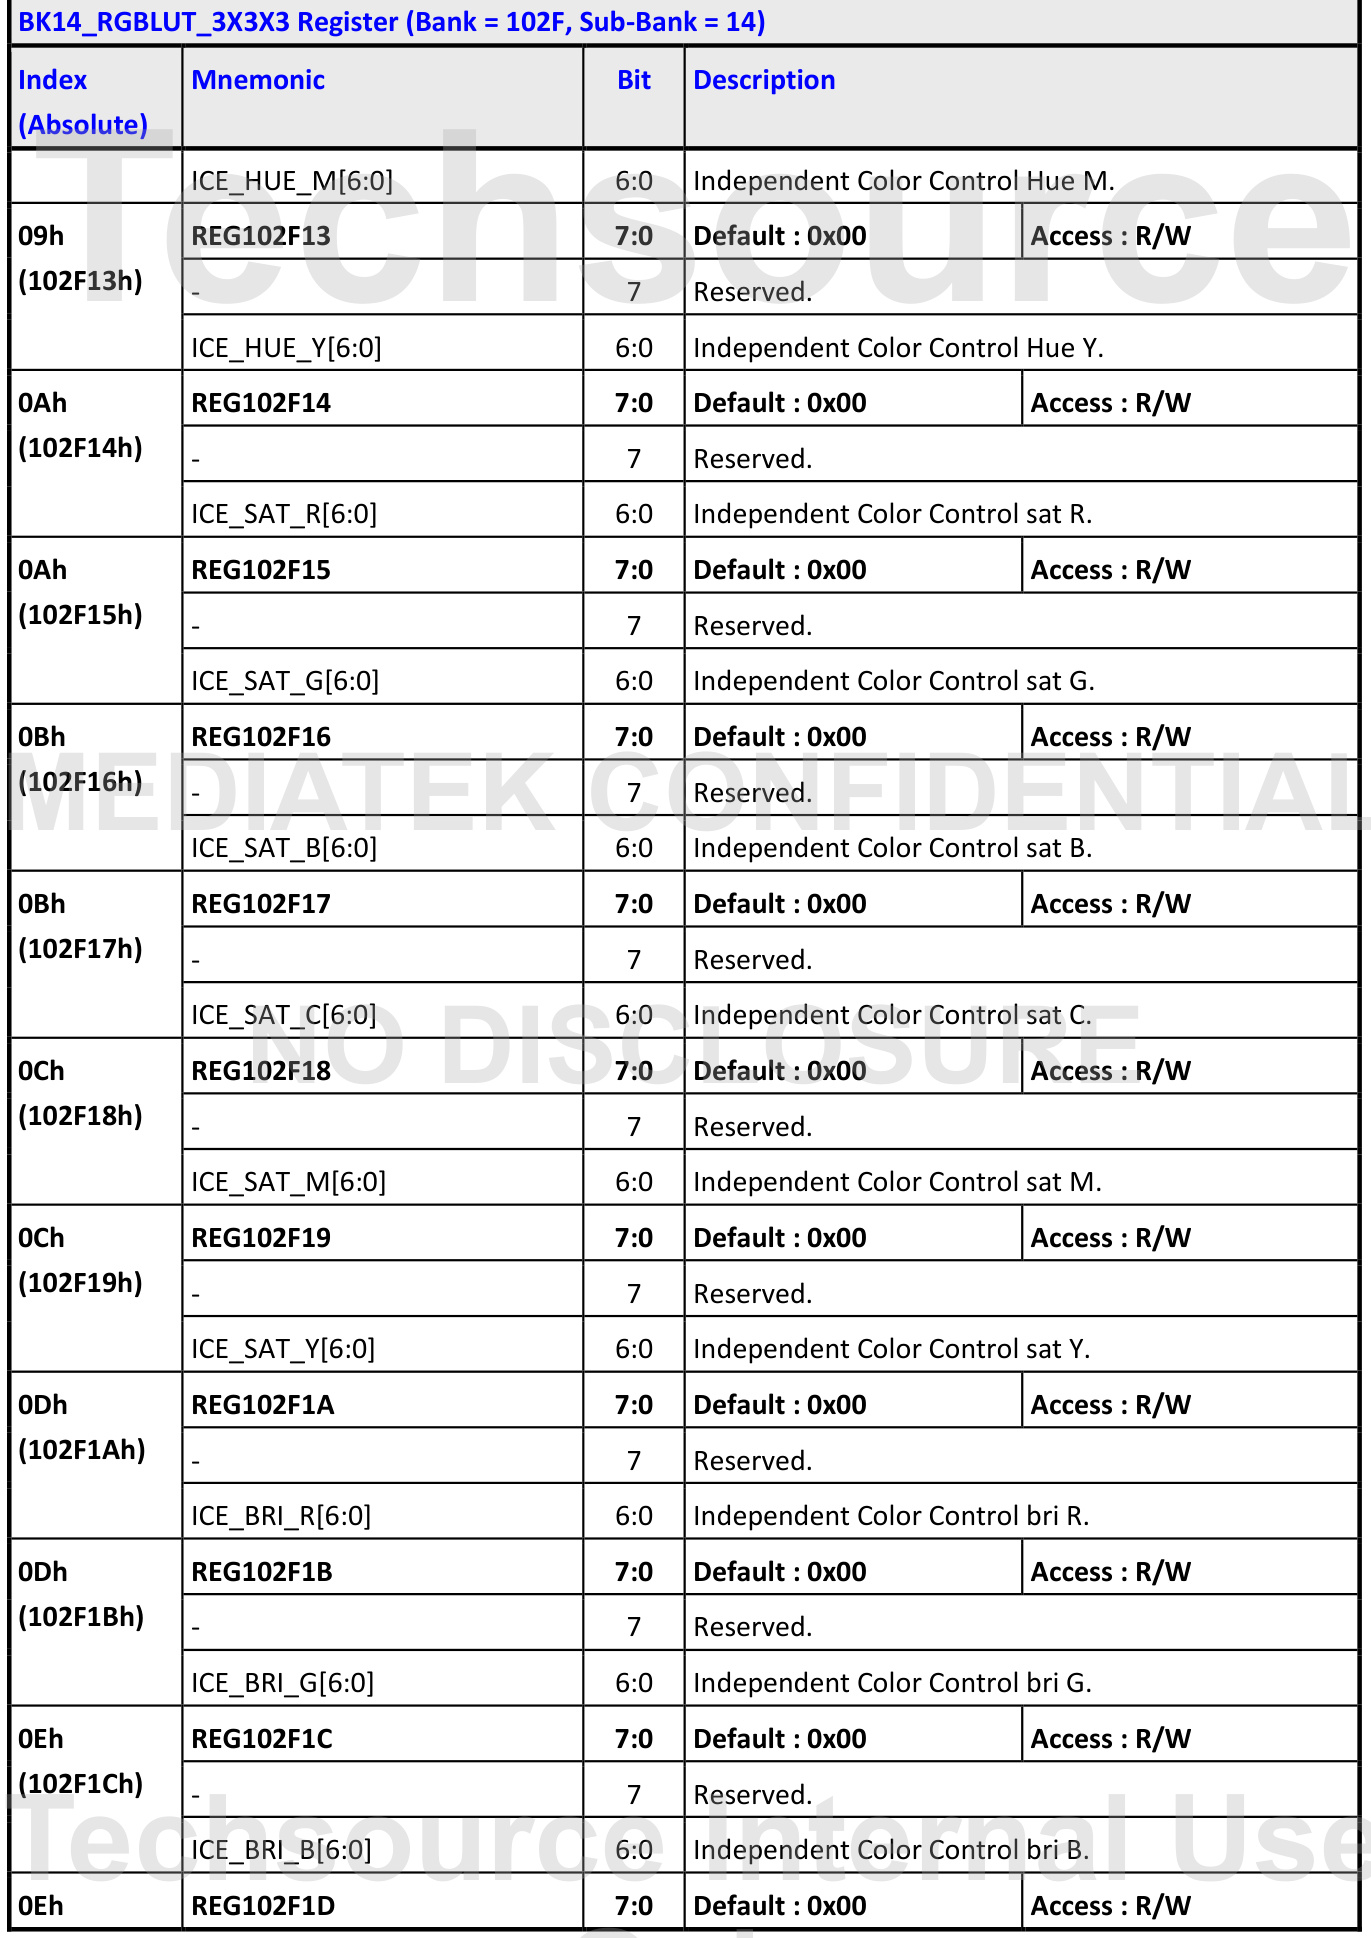 BK14_RGBLUT_3X3X3 Register (Bank = 102F, Sub-Bank = 14)
Index (Absolute) Mnemonic Bit Description
ICE_HUE_M[6:0] 6:0 Independent Color Control Hue M.
09h (102F13h) REG102F13 7:0 Default : 0x00 Access : R/W
- 7 Reserved.
ICE_HUE_Y[6:0] 6:0 Independent Color Control Hue Y.
0Ah (102F14h) REG102F14 7:0 Default : 0x00 Access : R/W
- 7 Reserved.
ICE_SAT_R[6:0] 6:0 Independent Color Control sat R.
0Ah (102F15h) REG102F15 7:0 Default : 0x00 Access : R/W
- 7 Reserved.
ICE_SAT_G[6:0] 6:0 Independent Color Control sat G.
0Bh (102F16h) REG102F16 7:0 Default : 0x00 Access : R/W
- 7 Reserved.
ICE_SAT_B[6:0] 6:0 Independent Color Control sat B.
0Bh (102F17h) REG102F17 7:0 Default : 0x00 Access : R/W
- 7 Reserved.
ICE_SAT_C[6:0] 6:0 Independent Color Control sat C.
0Ch (102F18h) REG102F18 7:0 Default : 0x00 Access : R/W
- 7 Reserved.
ICE_SAT_M[6:0] 6:0 Independent Color Control sat M.
0Ch (102F19h) REG102F19 7:0 Default : 0x00 Access : R/W
- 7 Reserved.
ICE_SAT_Y[6:0] 6:0 Independent Color Control sat Y.
0Dh (102F1Ah) REG102F1A 7:0 Default : 0x00 Access : R/W
- 7 Reserved.
ICE_BRI_R[6:0] 6:0 Independent Color Control bri R.
0Dh (102F1Bh) REG102F1B 7:0 Default : 0x00 Access : R/W
- 7 Reserved.
ICE_BRI_G[6:0] 6:0 Independent Color Control bri G.
0Eh (102F1Ch) REG102F1C 7:0 Default : 0x00 Access : R/W
- 7 Reserved.
ICE_BRI_B[6:0] 6:0 Independent Color Control bri B.
0Eh REG102F1D 7:0 Default : 0x00 Access : R/W
Techsource
MEDIATEK CONFIDENTIAL
NO DISCLOSURE
Techsource Internal Use